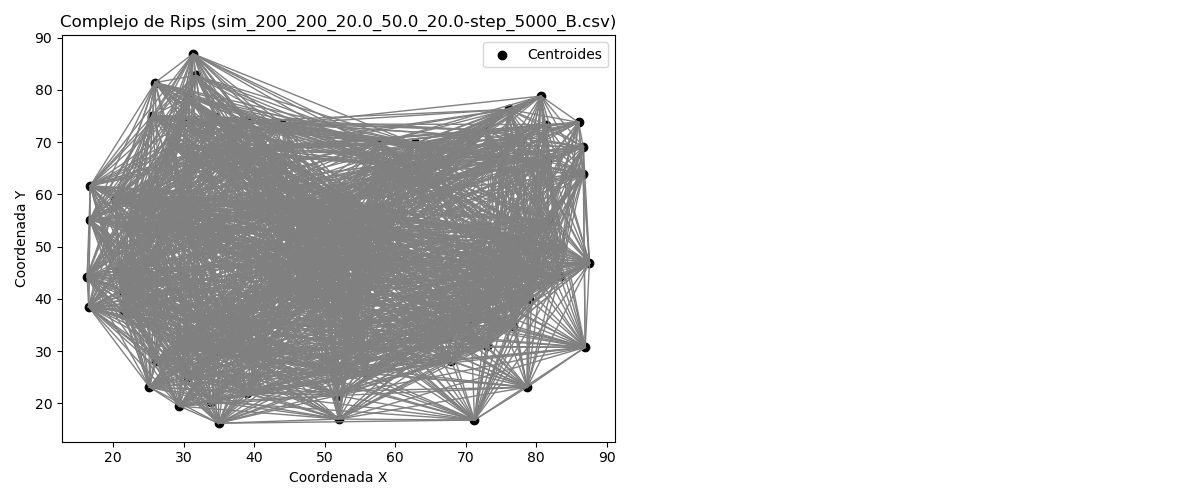 Complejo de Rips (sim_200_200_20.0_50.0_20.0-step_5000_B.csv)
Centroides
90
80
70
60
50
40
30
20
Coordenada Y
20 30 40 50 60 70 80 90
Coordenada X